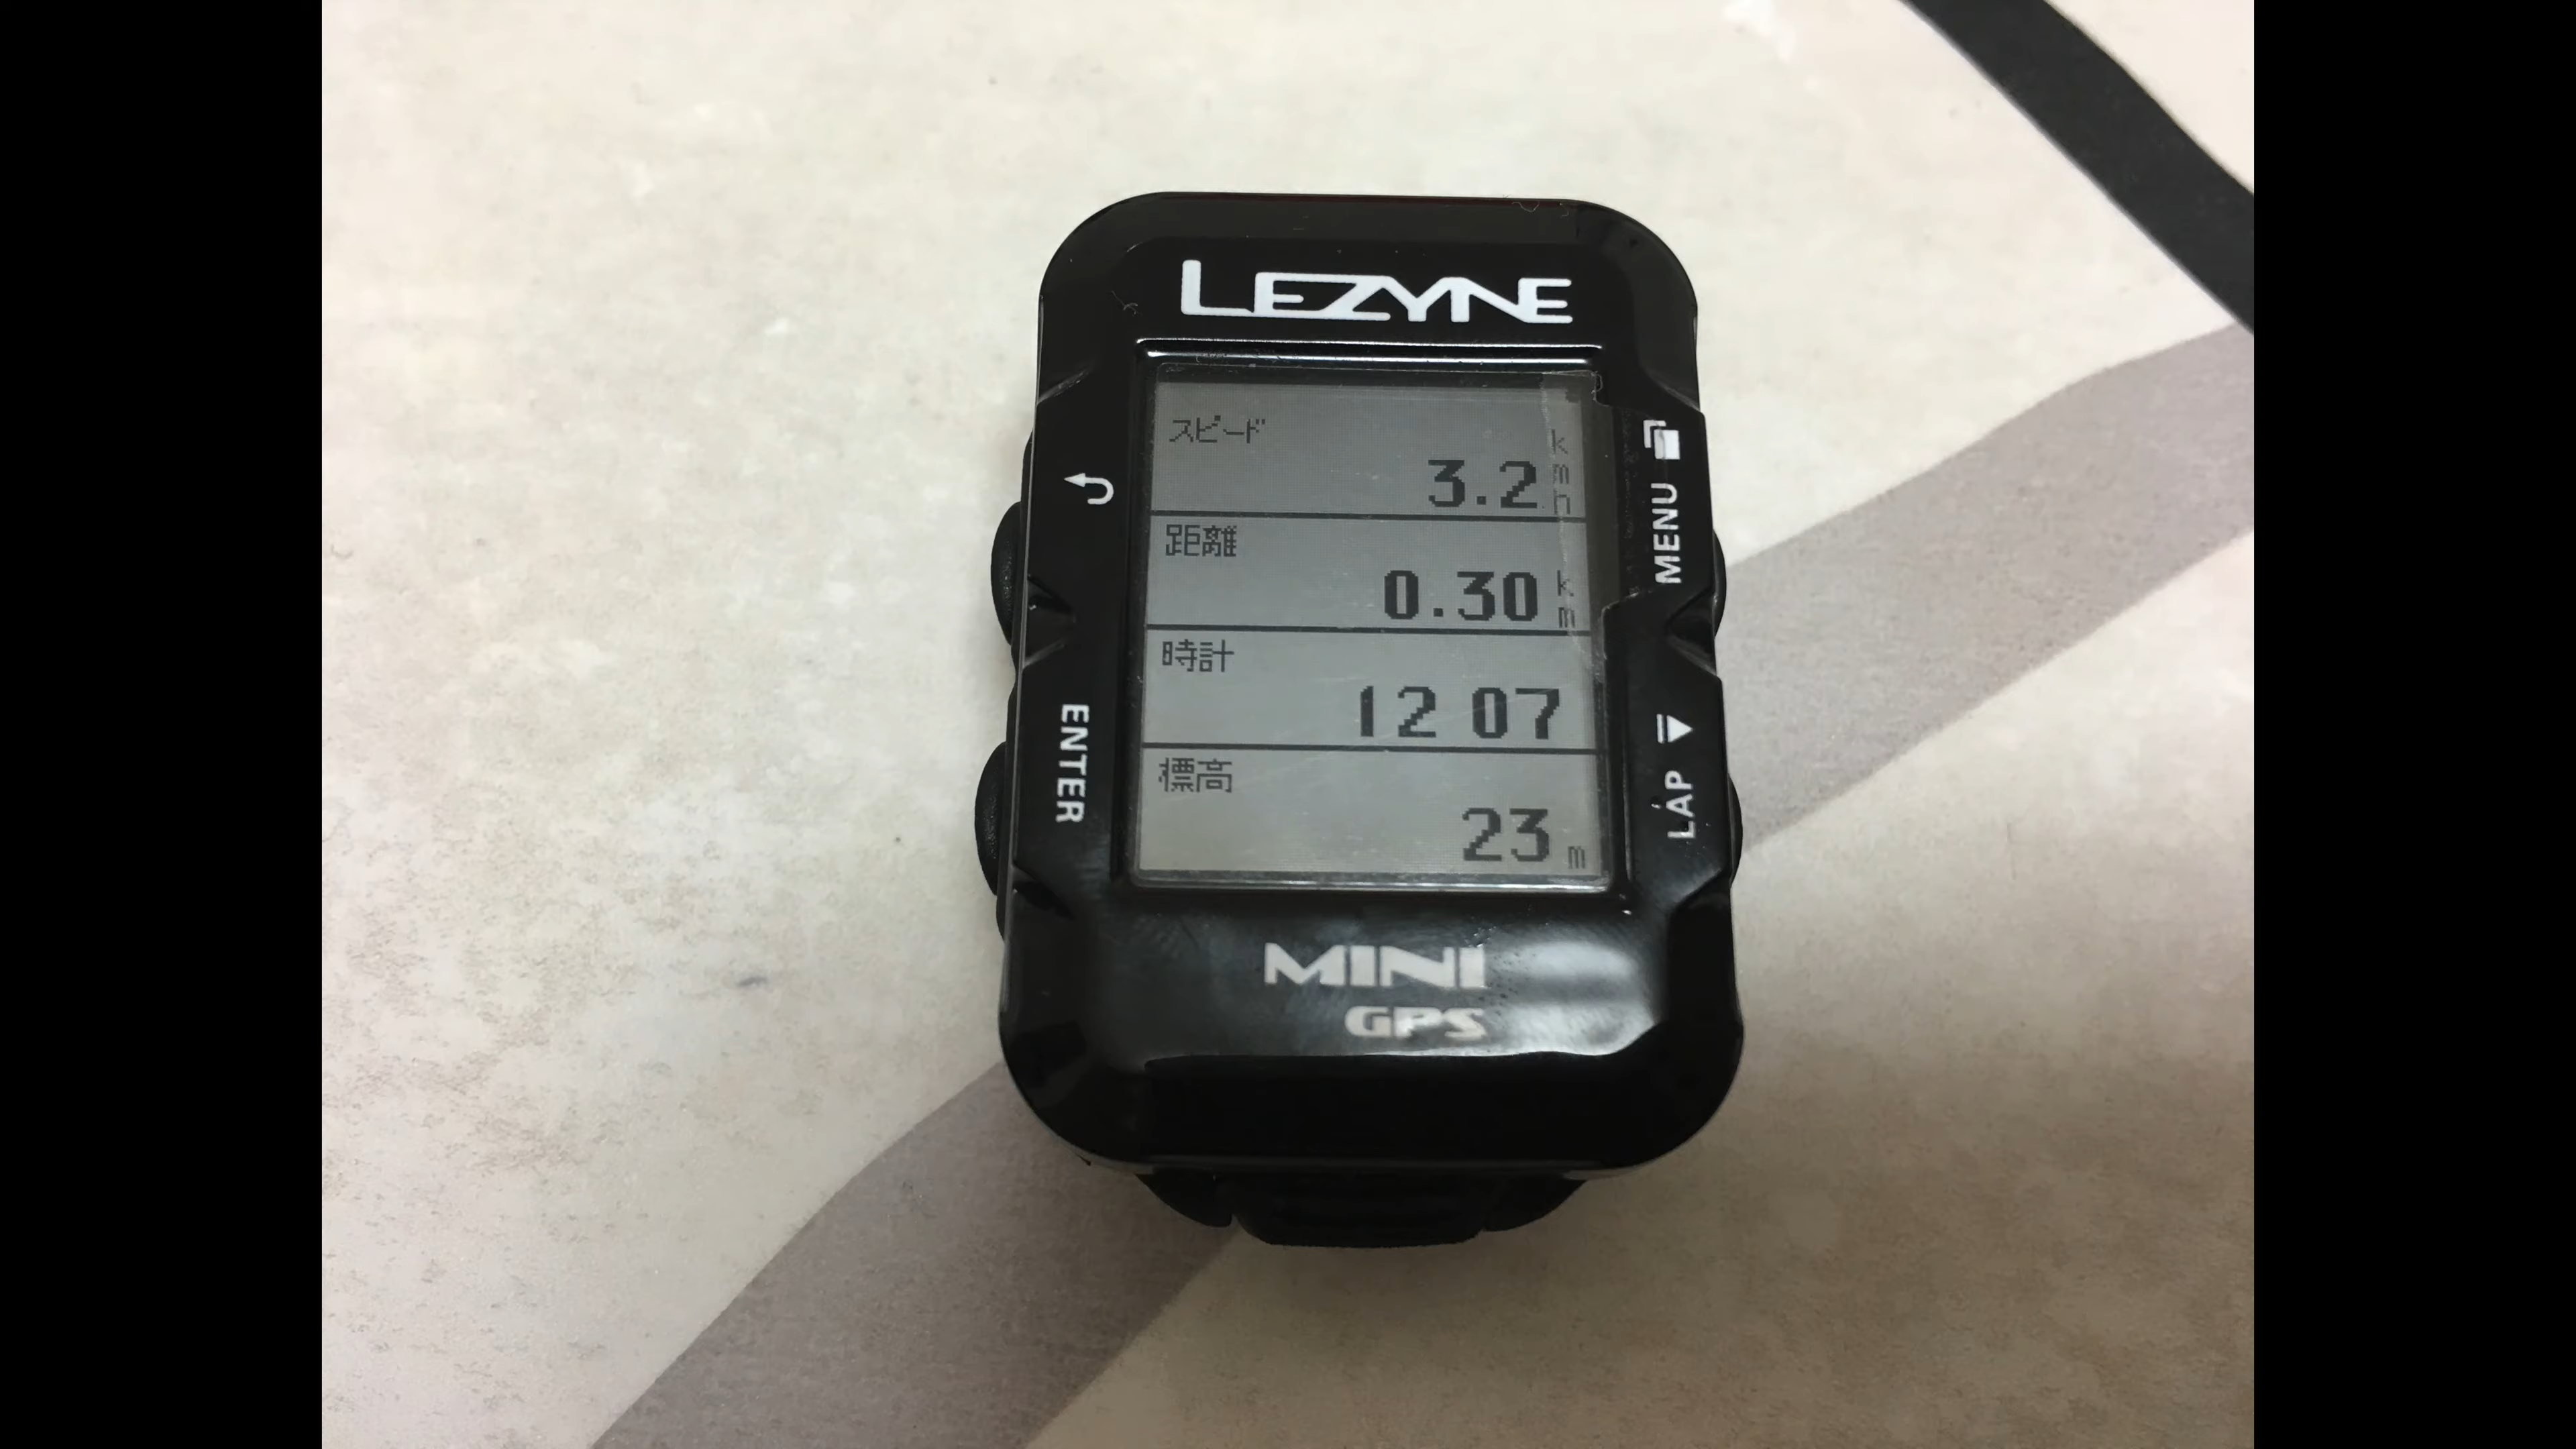 LEZYNE
スピード
3.2 kmh
距離
0.30 km
時計
12 07
標高
23 m
MENU
LAP
ENTER
MINI
GPS